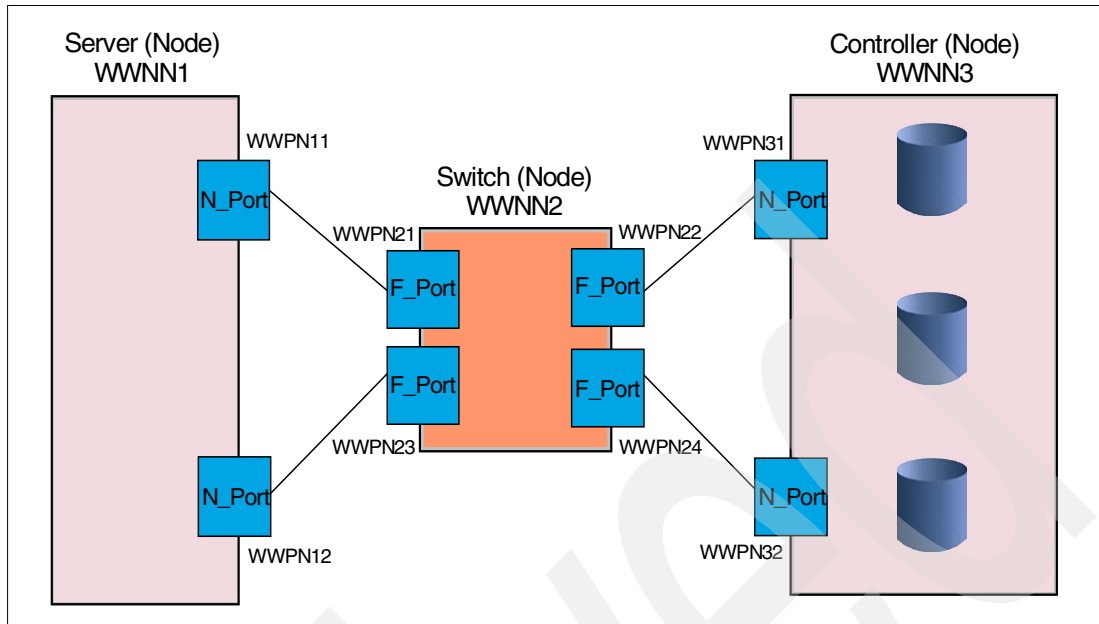 Server (Node)
WWNN1
Controller (Node)
WWNN3
WWPN11
WWPN31
N_Port
Switch (Node)
WWNN2
N_Port
WWPN21
WWPN22
F_Port
F_Port
F_Port
F_Port
WWPN23
WWPN24
N_Port
N_Port
WWPN12
WWPN32